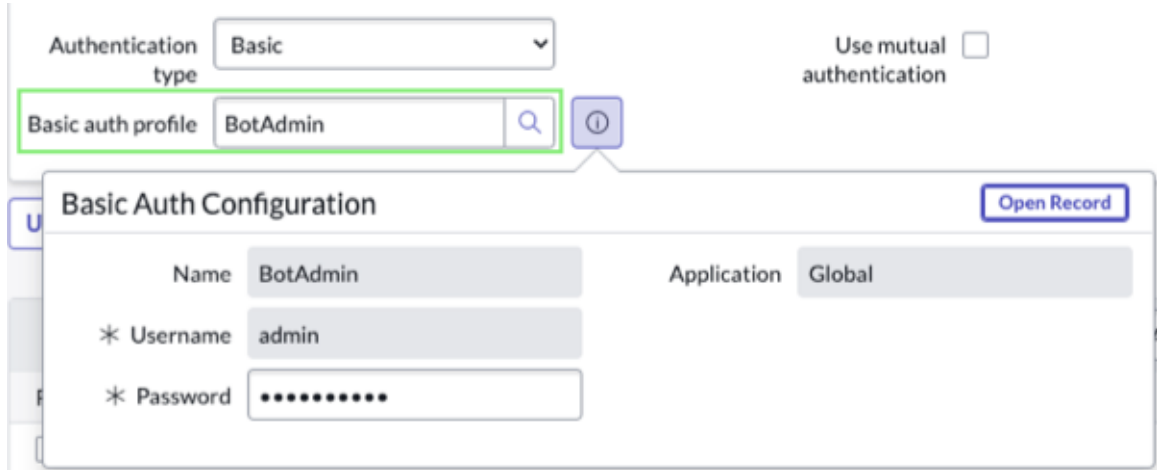 Authentication type Basic
Use mutual authentication
Basic auth profile BotAdmin
Basic Auth Configuration Open Record
Name BotAdmin Application Global
* Username admin
* Password ••••••••••
U